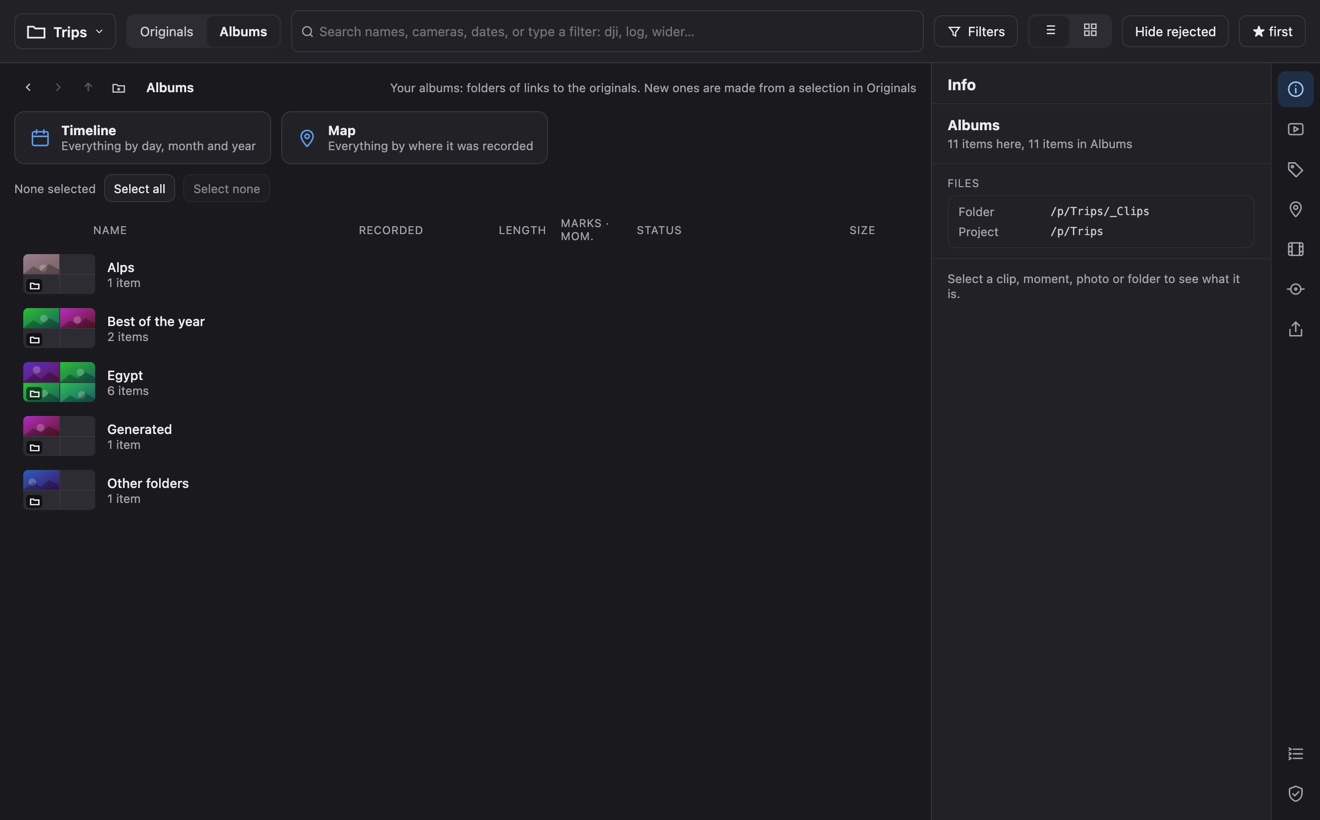 Trips
Originals
Albums
Search names, cameras, dates, or type a filter: dji, log, wider...
Filters
Hide rejected
★ first
Albums
Your albums: folders of links to the originals. New ones are made from a selection in Originals
Timeline
Everything by day, month and year
Map
Everything by where it was recorded
None selected
Select all
Select none
NAME
RECORDED
LENGTH
MARKS ·
MOM.
STATUS
SIZE
Alps
1 item
Best of the year
2 items
Egypt
6 items
Generated
1 item
Other folders
1 item
Info
Albums
11 items here, 11 items in Albums
FILES
Folder /p/Trips/_Clips
Project /p/Trips
Select a clip, moment, photo or folder to see what it
is.